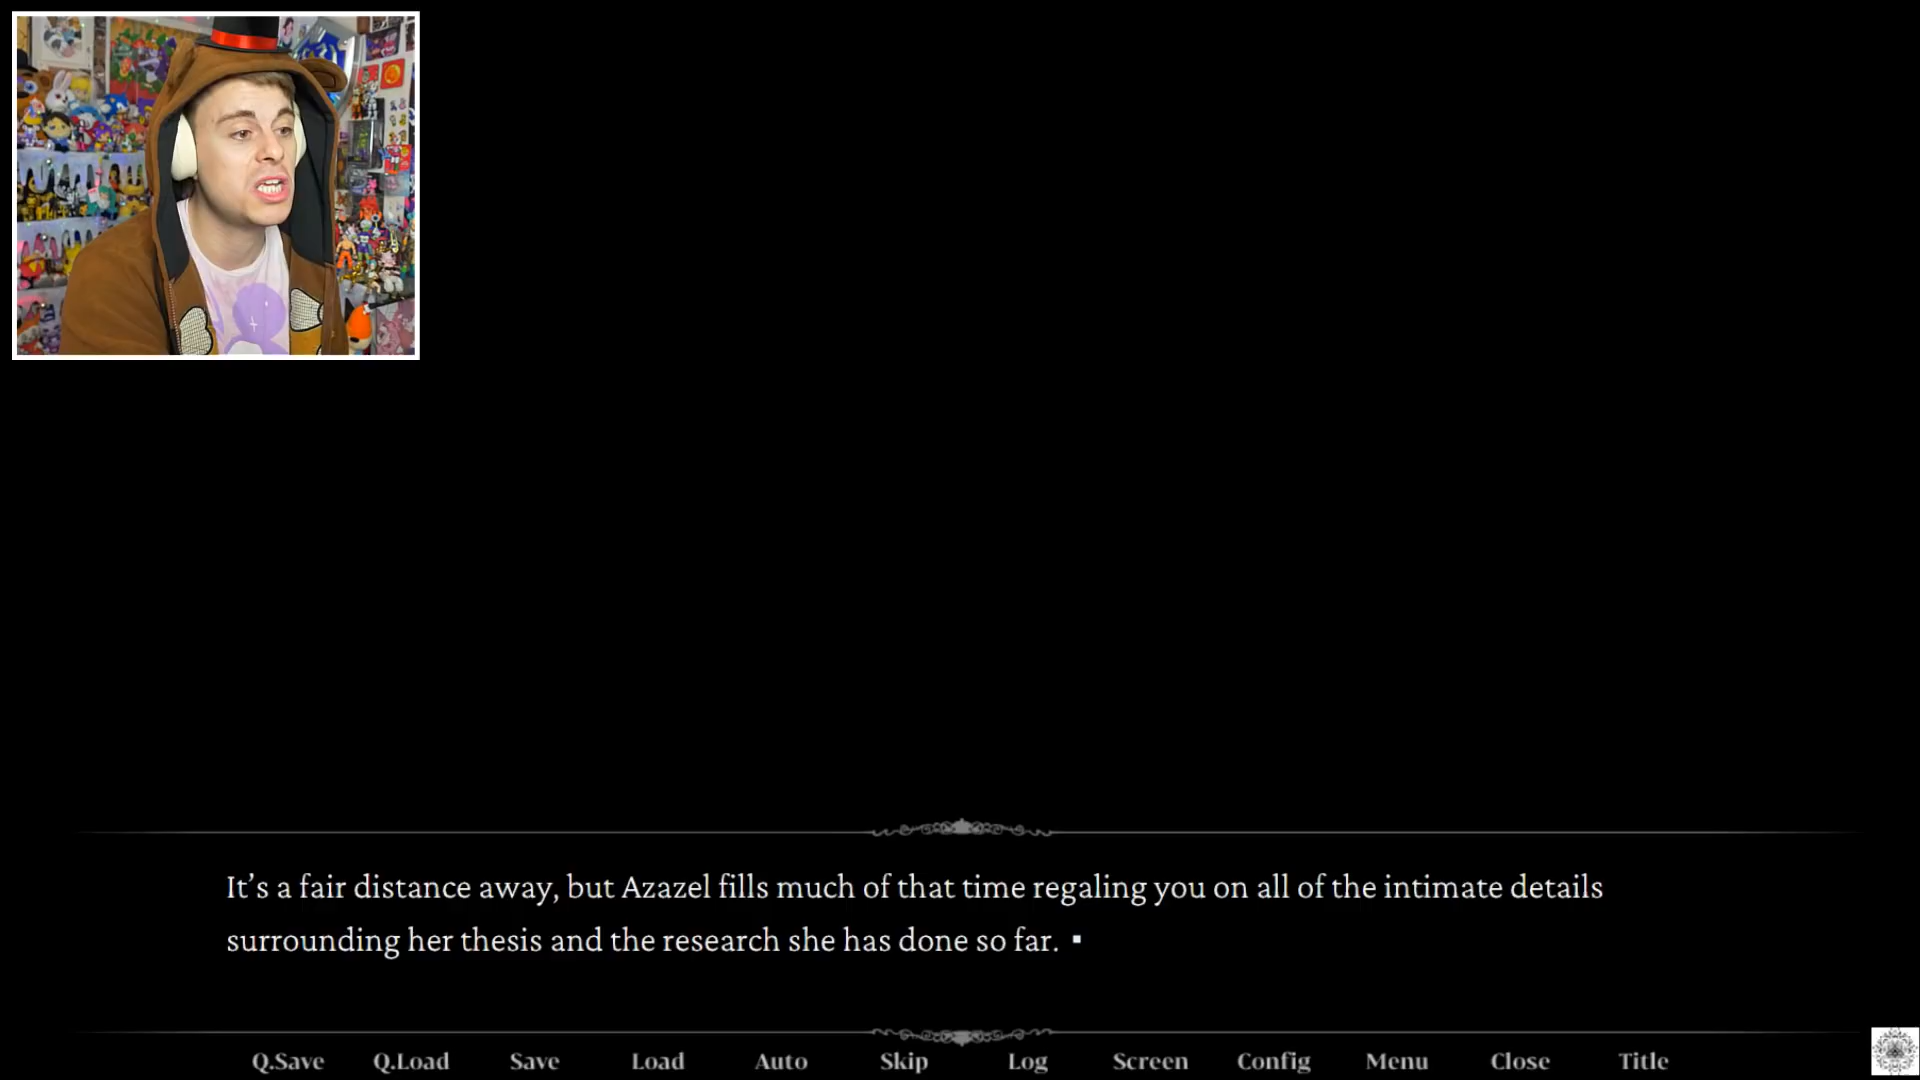 It’s a fair distance away, but Azazel fills much of that time regaling you on all of the intimate details
surrounding her thesis and the research she has done so far.
Q.Save Q.Load Save Load Auto Skip Log Screen Config Menu Close Title